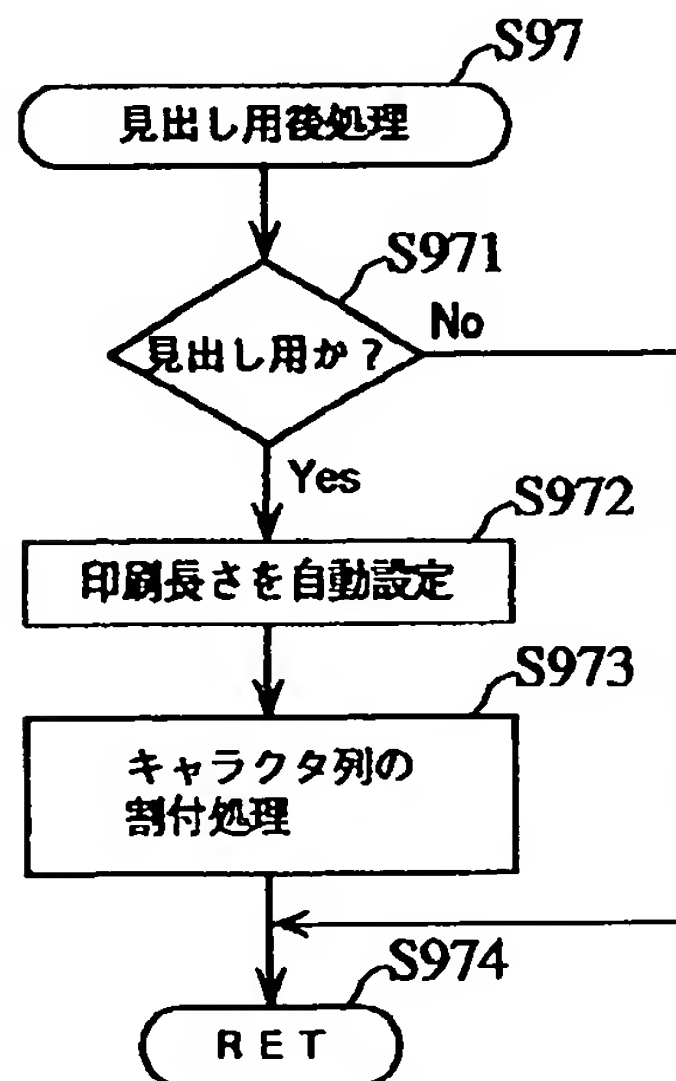 S97
見出し用後処理
S971
見出し用か？
No
Yes
S972
印刷長さを自動設定
S973
キャラクタ列の
割付処理
S974
RET